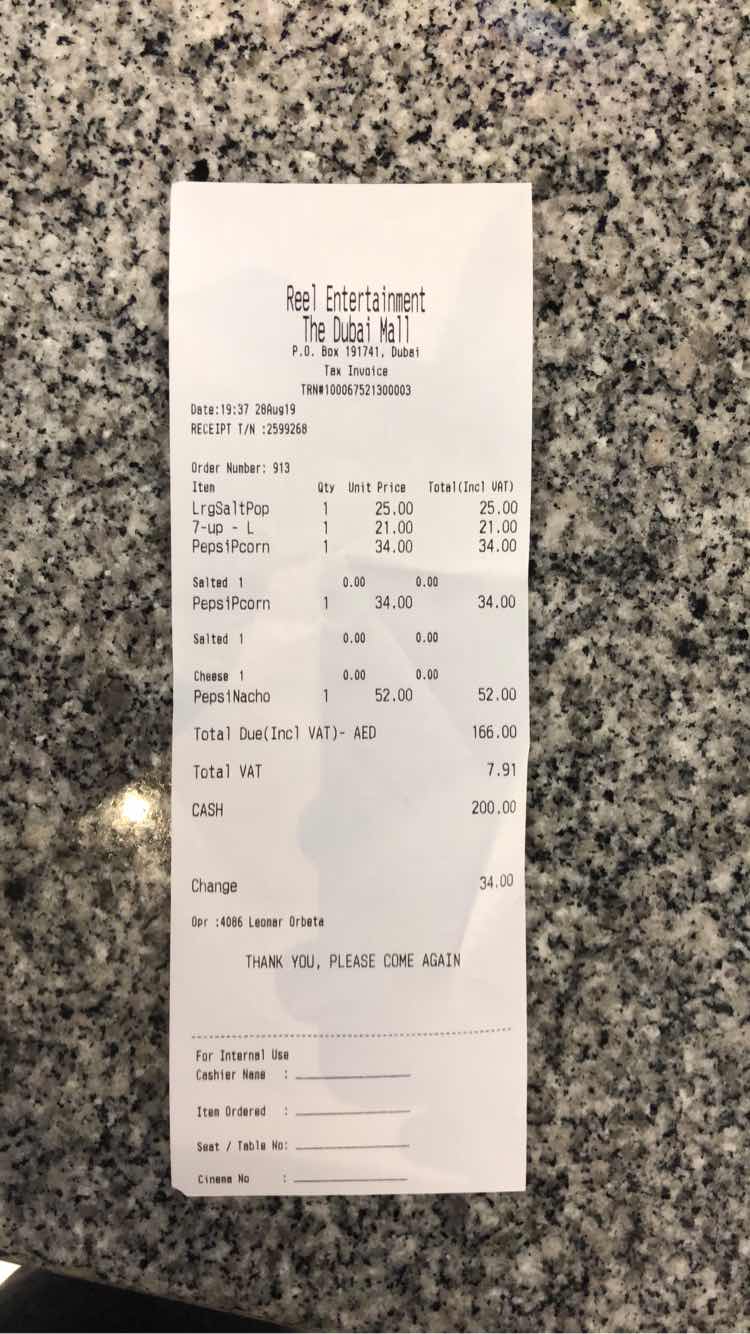 Reel Entertainment
The Dubai Mall
P.O. Box 191741, Dubai
Tax Invoice
TRN#100067521300003
Date:19:37 28Aug19
RECEIPT T/N :2599268
Order Number: 913
Item Qty Unit Price Total(Incl VAT)
LrgSaltPop 1 25.00 25.00
7-up - L 1 21.00 21.00
PepsiPcorn 1 34.00 34.00
Salted 1 0.00 0.00
PepsiPcorn 1 34.00 34.00
Salted 1 0.00 0.00
Cheese 1 0.00 0.00
PepsiNacho 1 52.00 52.00
Total Due(Incl VAT)- AED 166.00
Total VAT 7.91
CASH 200.00
Change 34.00
Opr :4086 Leomar Orbeta
THANK YOU, PLEASE COME AGAIN
For Internal Use
Cashier Name :
Item Ordered :
Seat / Table No:
Cinema No :